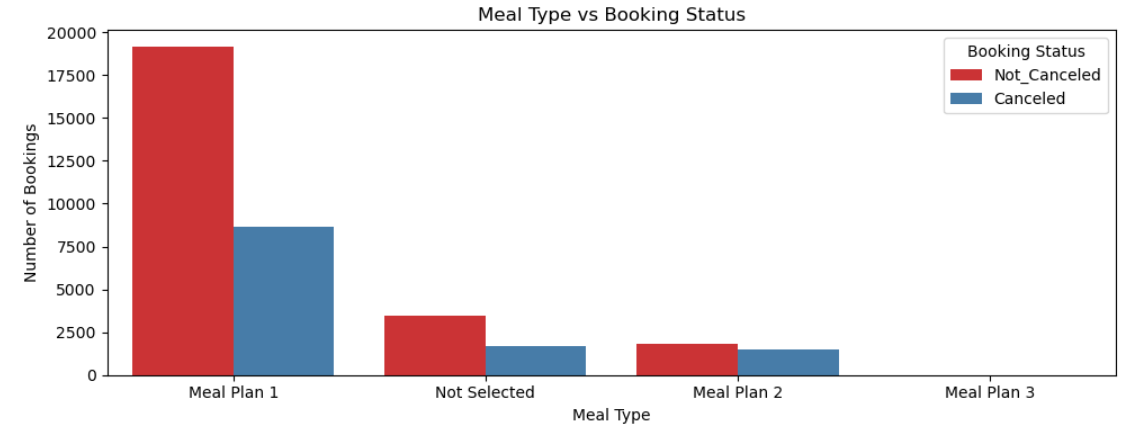 Meal Type vs Booking Status
Number of Bookings
20000
17500
15000
12500
10000
7500
5000
2500
0
Booking Status
Not_Canceled
Canceled
Meal Plan 1
Not Selected
Meal Plan 2
Meal Plan 3
Meal Type